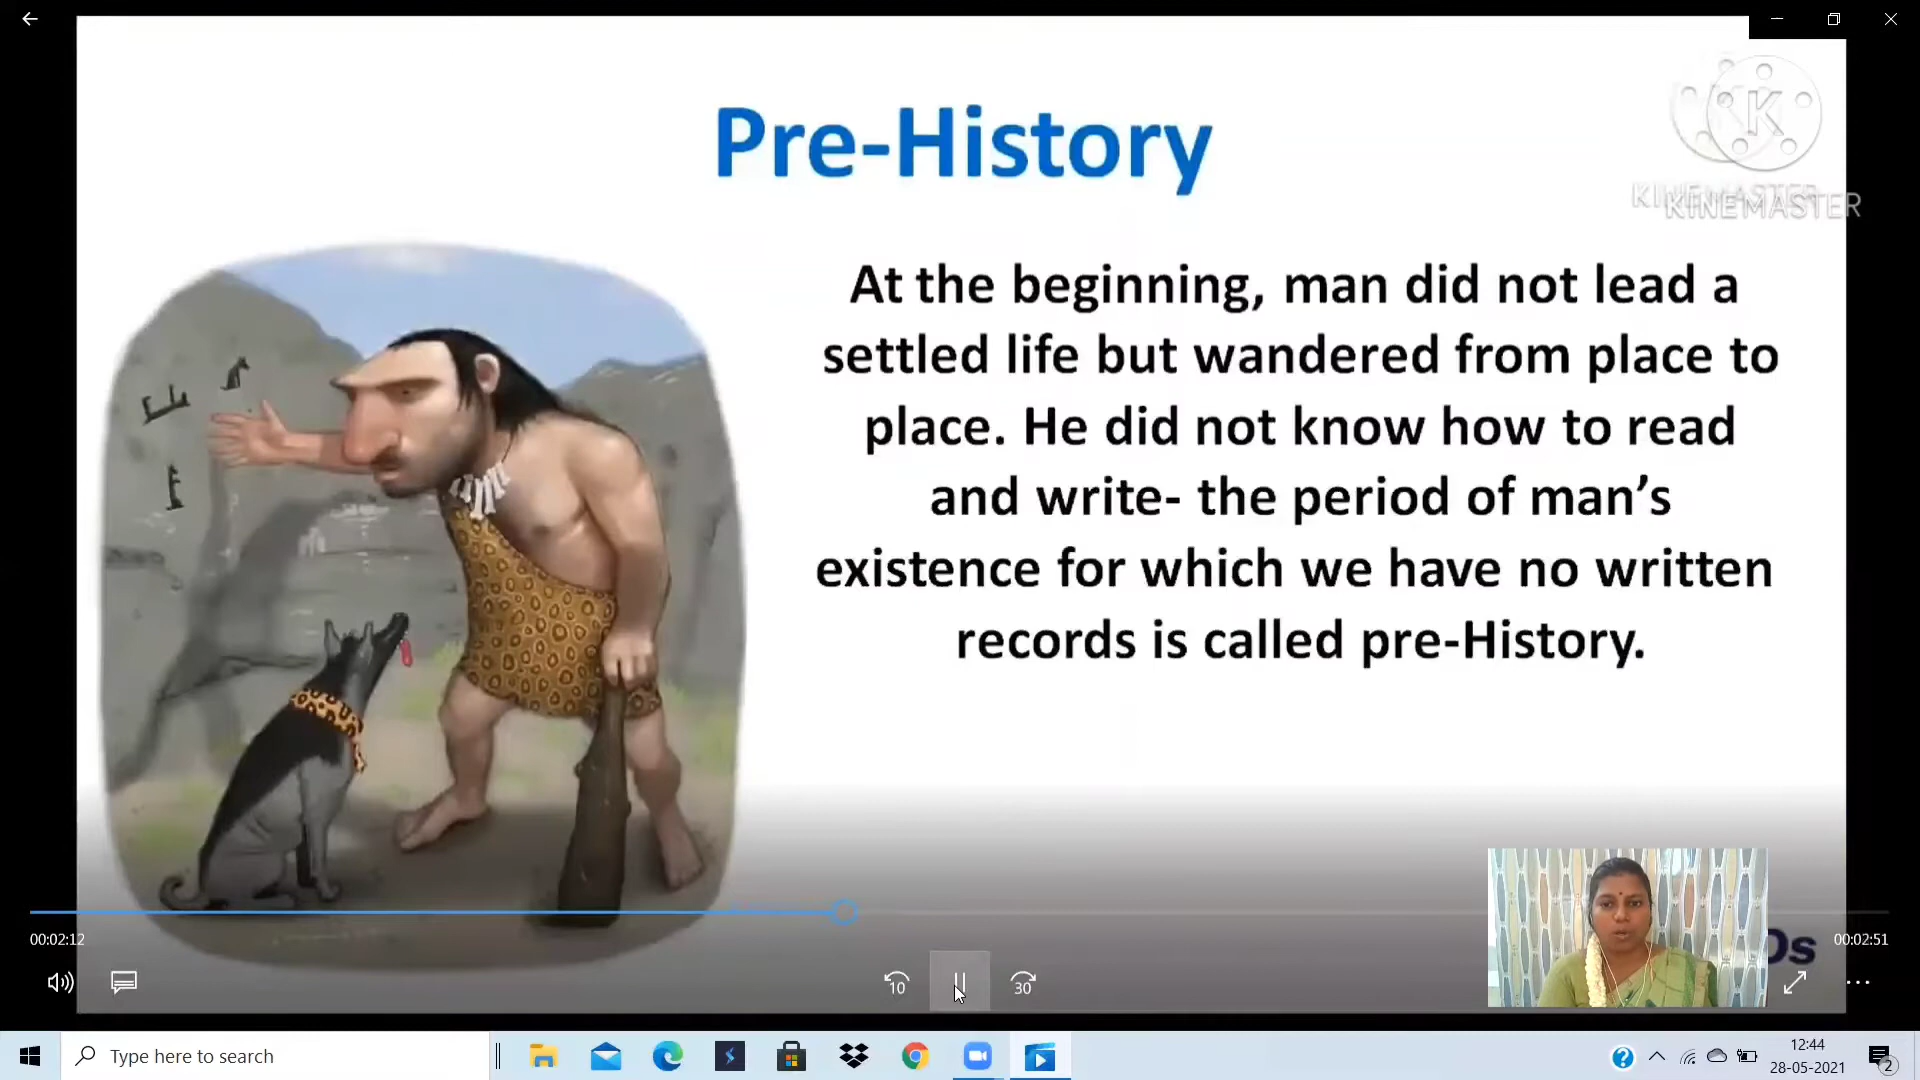 Pre-History
K
KINEMASTER
KINEMASTER
At the beginning, man did not lead a
settled life but wandered from place to
place. He did not know how to read
and write- the period of man’s
existence for which we have no written
records is called pre-History.
00:02:12
00:02:51
10
30
Type here to search
12:44
28-05-2021
2